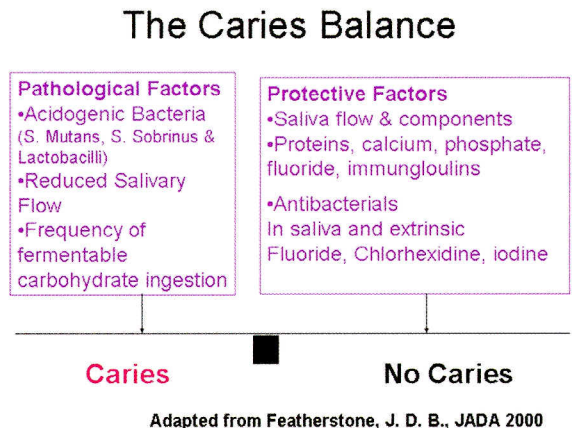 The Caries Balance
Pathological Factors
•Acidogenic Bacteria
(S. Mutans, S. Sobrinus &
Lactobacilli)
•Reduced Salivary
Flow
•Frequency of
fermentable
carbohydrate ingestion
Protective Factors
•Saliva flow & components
•Proteins, calcium, phosphate,
fluoride, immungloulins
•Antibacterials
In saliva and extrinsic
Fluoride, Chlorhexidine, iodine
Caries
No Caries
Adapted from Featherstone, J. D. B., JADA 2000